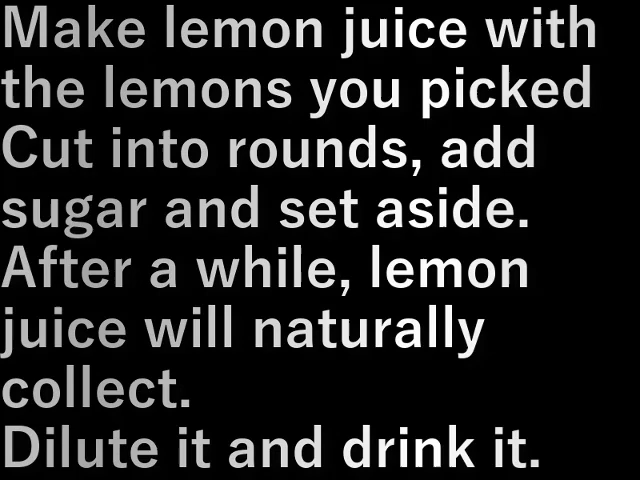 Make lemon juice with
the lemons you picked
Cut into rounds, add
sugar and set aside.
After a while, lemon
juice will naturally
collect.
Dilute it and drink it.